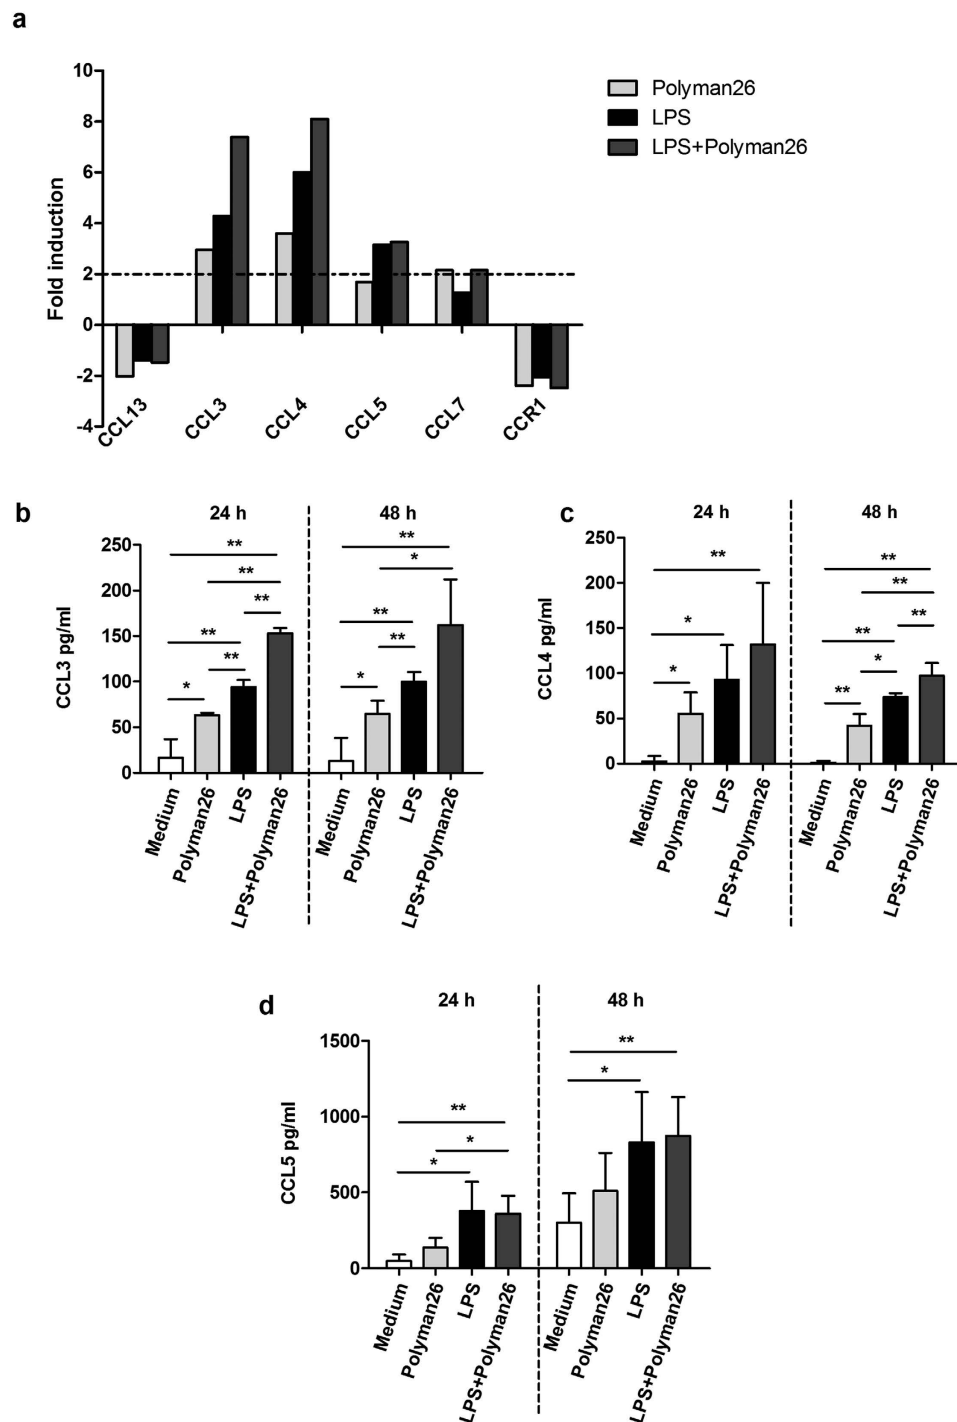 a
10
8
6
4
2
0
-2
-4
Fold induction
Polyman26
LPS
LPS+Polyman26
CCL13
CCL3
CCL4
CCL5
CCL7
CCR1
b
24 h
48 h
250
200
150
100
50
0
CCL3 pg/ml
**
**
**
**
**
*
**
*
**
**
*
Medium
Polyman26
LPS
LPS+Polyman26
Medium
Polyman26
LPS
LPS+Polyman26
c
24 h
48 h
250
200
150
100
50
0
CCL4 pg/ml
**
*
*
**
**
**
**
*
**
Medium
Polyman26
LPS
LPS+Polyman26
Medium
Polyman26
LPS
LPS+Polyman26
d
24 h
48 h
1500
1000
500
0
CCL5 pg/ml
**
*
*
**
*
Medium
Polyman26
LPS
LPS+Polyman26
Medium
Polyman26
LPS
LPS+Polyman26